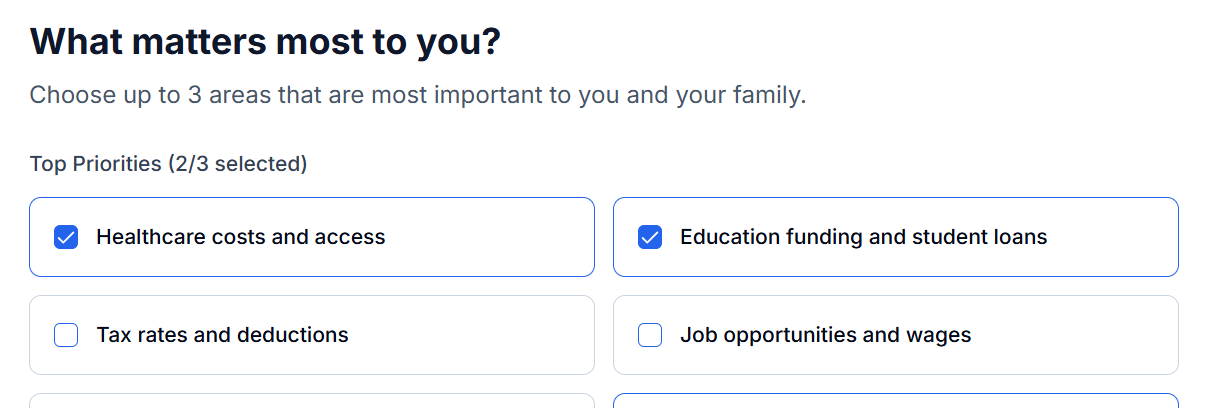 What matters most to you?
Choose up to 3 areas that are most important to you and your family.
Top Priorities (2/3 selected)
Healthcare costs and access
Education funding and student loans
Tax rates and deductions
Job opportunities and wages